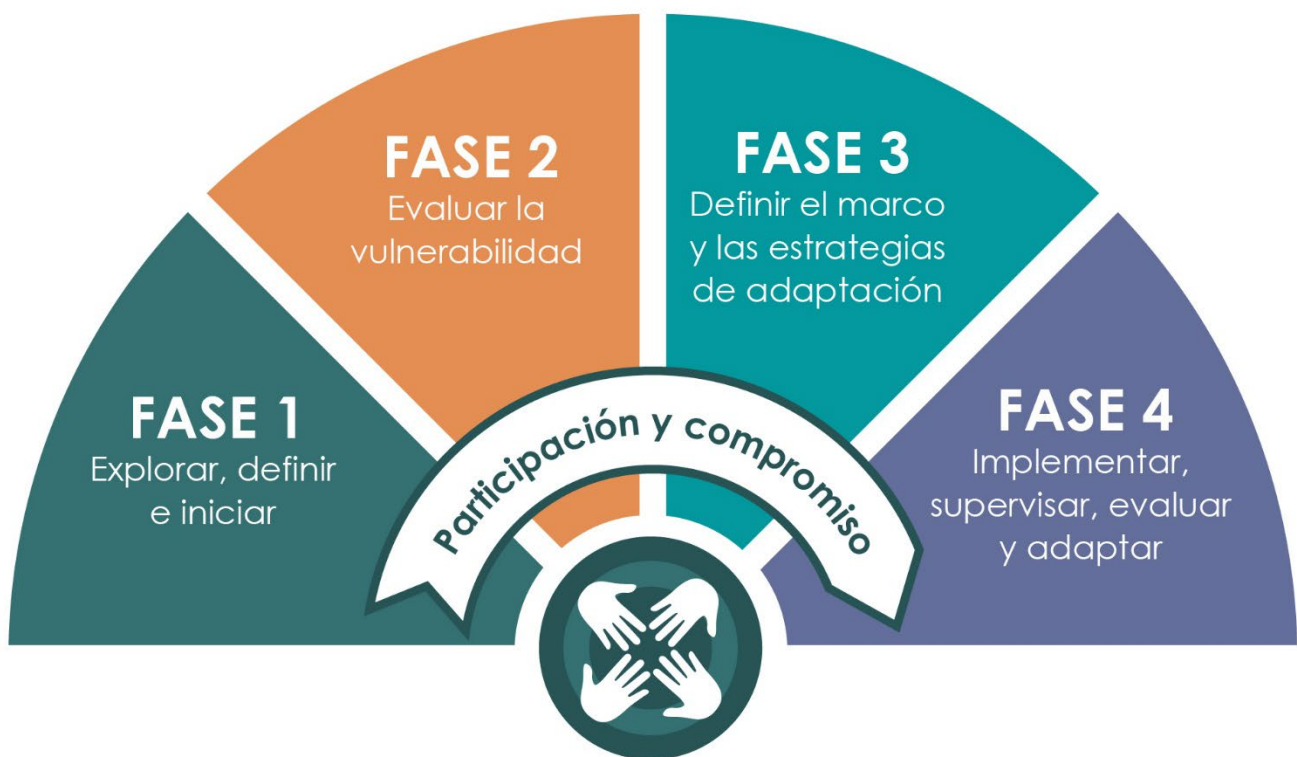 FASE 1
Explorar, definir
e iniciar
FASE 2
Evaluar la
vulnerabilidad
FASE 3
Definir el marco
y las estrategias
de adaptación
FASE 4
Implementar,
supervisar, evaluar
y adaptar
Participación y compromiso